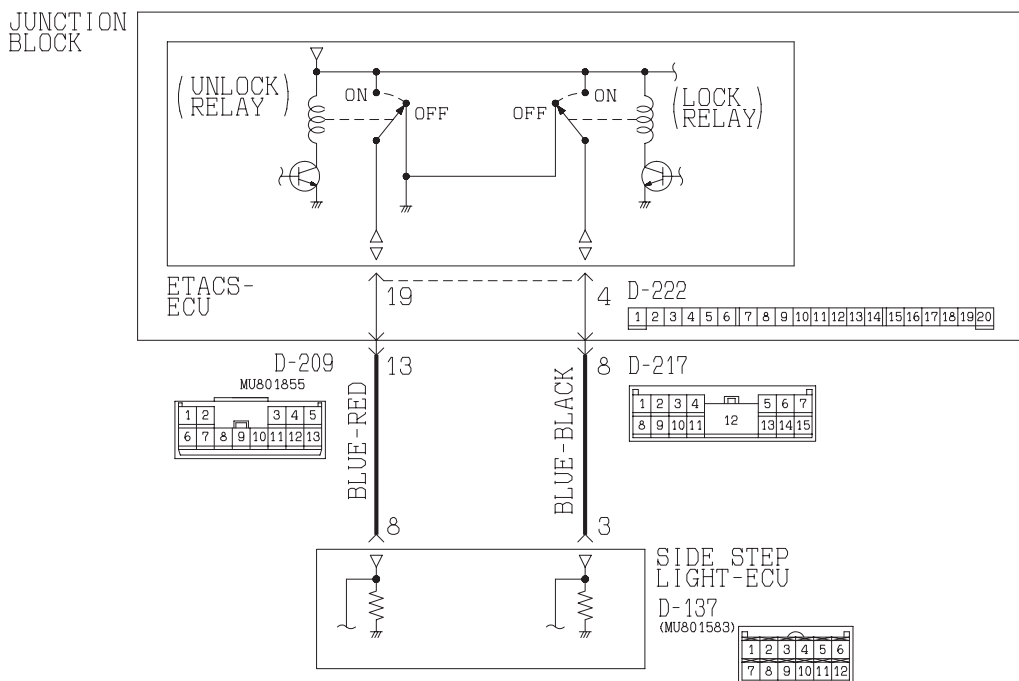 JUNCTION
BLOCK
(UNLOCK
RELAY)
ON
OFF
OFF
ON
(LOCK
RELAY)
ETACS-
ECU
19
4
D-222
1 2 3 4 5 6 7 8 9 10 11 12 13 14 15 16 17 18 19 20
D-209
MU801855
1 2 3 4 5
6 7 8 9 10 11 12 13
13
BLUE-RED
8
8
D-217
1 2 3 4 5 6 7
8 9 10 11 12 13 14 15
BLUE-BLACK
3
SIDE STEP
LIGHT-ECU
D-137
(MU801583)
1 2 3 4 5 6
7 8 9 10 11 12